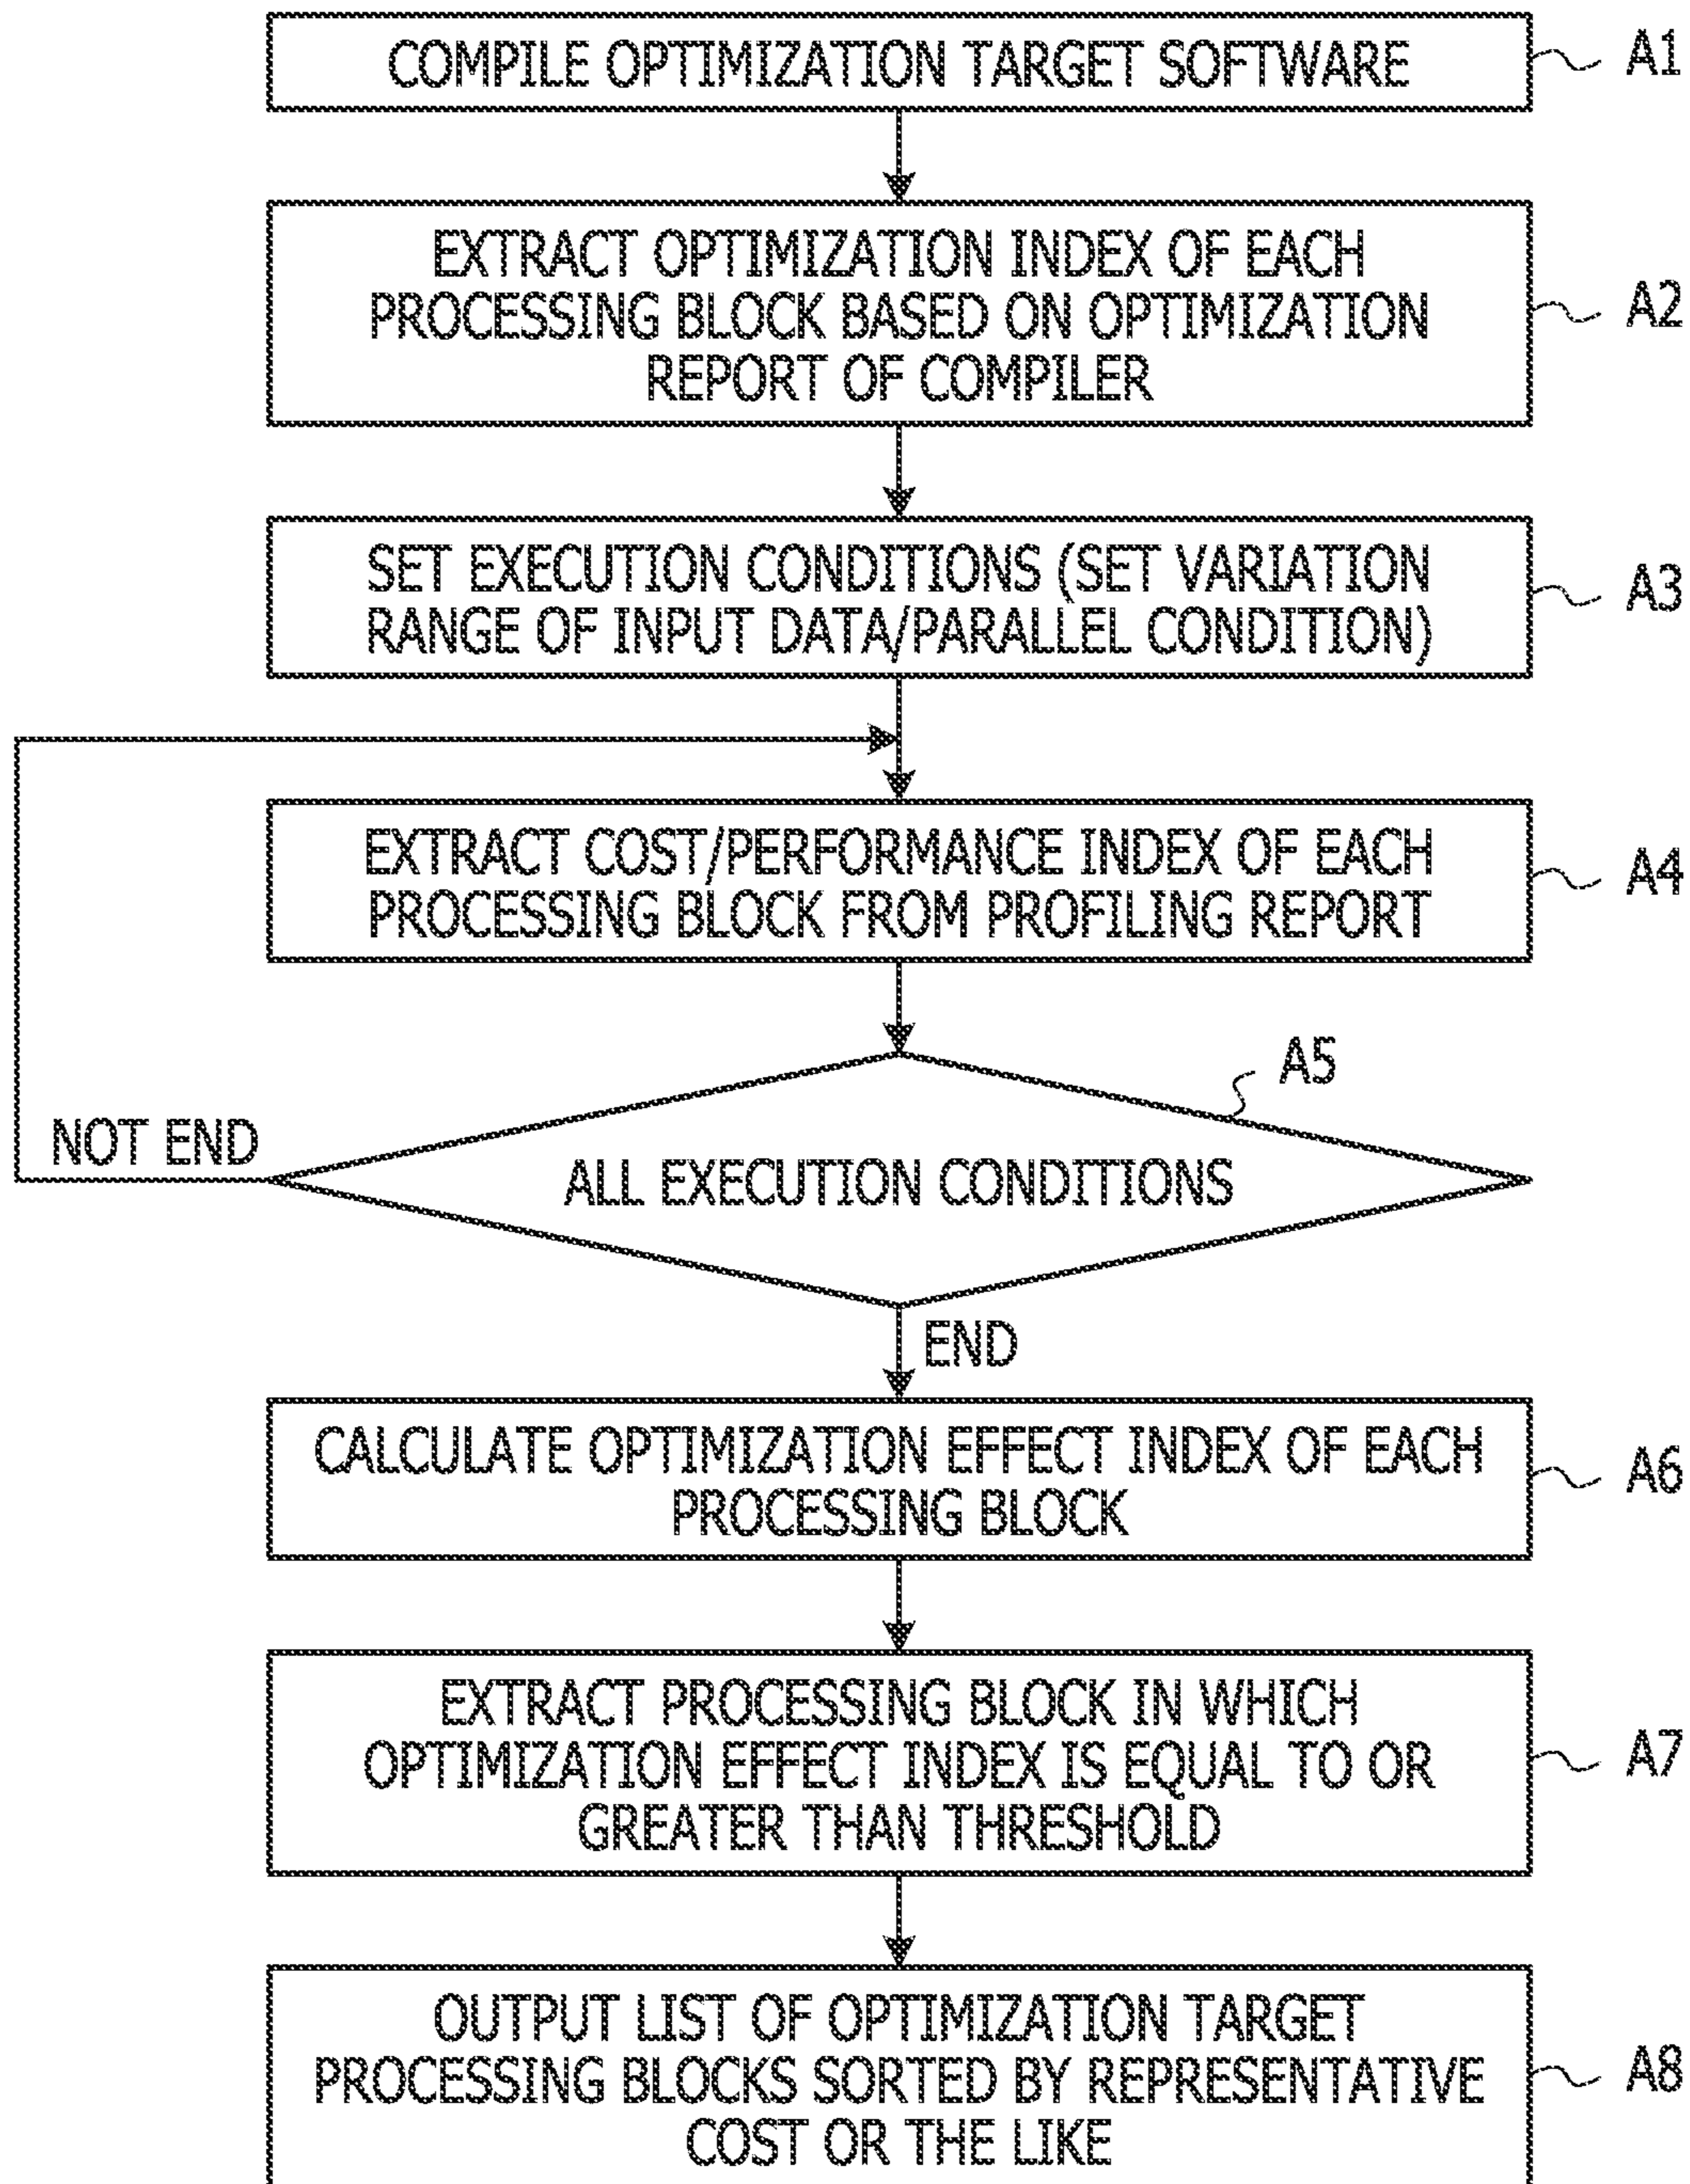 COMPILE OPTIMIZATION TARGET SOFTWARE
A1
EXTRACT OPTIMIZATION INDEX OF EACH
PROCESSING BLOCK BASED ON OPTIMIZATION
REPORT OF COMPILER
A2
SET EXECUTION CONDITIONS (SET VARIATION
RANGE OF INPUT DATA/PARALLEL CONDITION)
A3
EXTRACT COST/PERFORMANCE INDEX OF EACH
PROCESSING BLOCK FROM PROFILING REPORT
A4
A5
NOT END
ALL EXECUTION CONDITIONS
END
CALCULATE OPTIMIZATION EFFECT INDEX OF EACH
PROCESSING BLOCK
A6
EXTRACT PROCESSING BLOCK IN WHICH
OPTIMIZATION EFFECT INDEX IS EQUAL TO OR
GREATER THAN THRESHOLD
A7
OUTPUT LIST OF OPTIMIZATION TARGET
PROCESSING BLOCKS SORTED BY REPRESENTATIVE
COST OR THE LIKE
A8